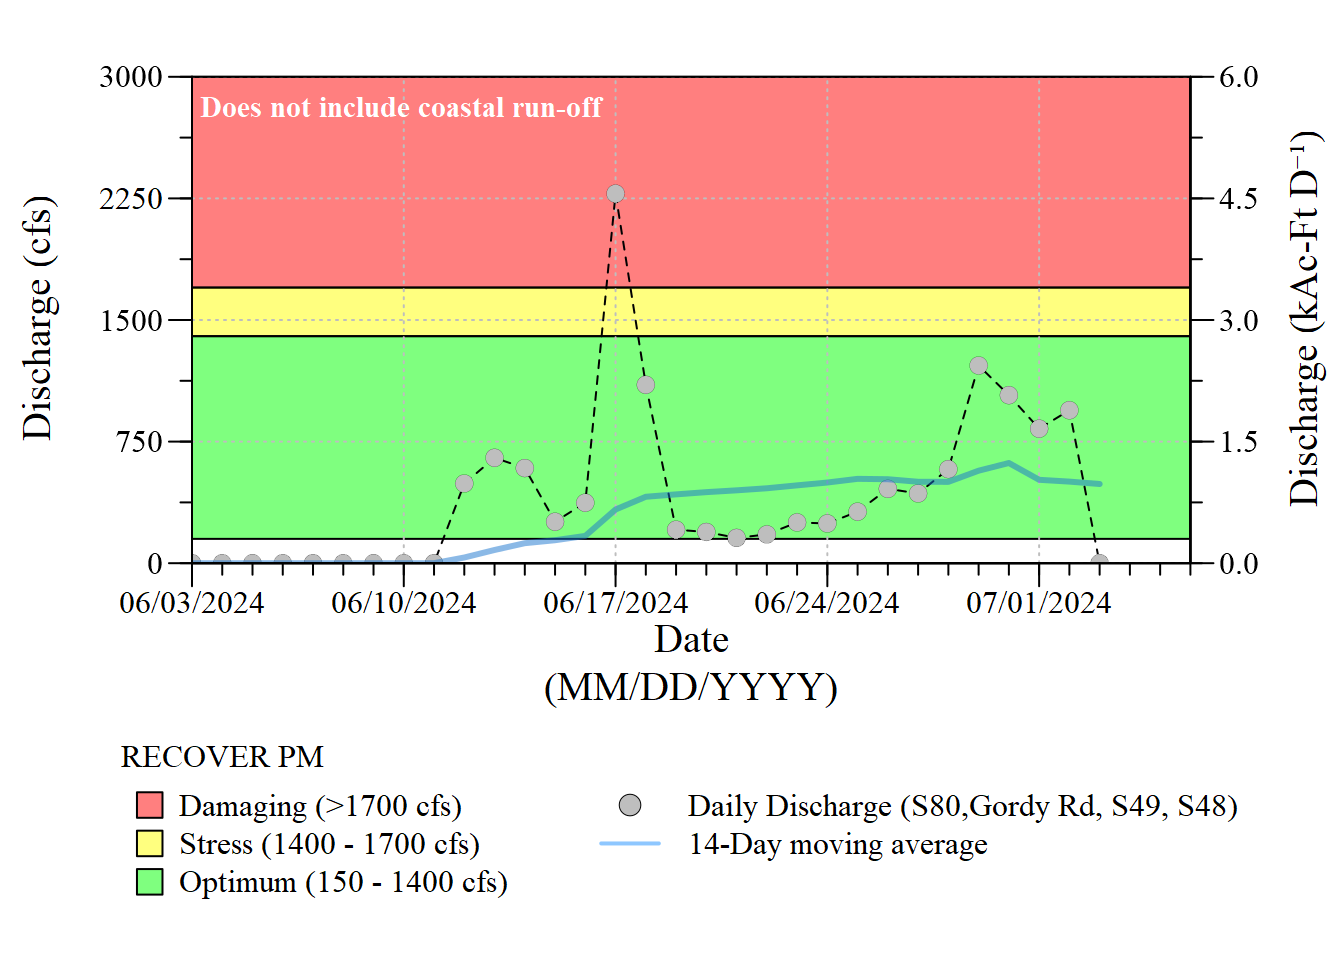 Does not include coastal run-off
Discharge (cfs)
3000
2250
1500
750
0
6.0
4.5
3.0
1.5
0.0
Discharge (kAc-Ft D⁻¹)
06/03/2024 06/10/2024 06/17/2024 06/24/2024 07/01/2024
Date
(MM/DD/YYYY)
RECOVER PM
Damaging (>1700 cfs)
Stress (1400 - 1700 cfs)
Optimum (150 - 1400 cfs)
Daily Discharge (S80,Gordy Rd, S49, S48)
14-Day moving average